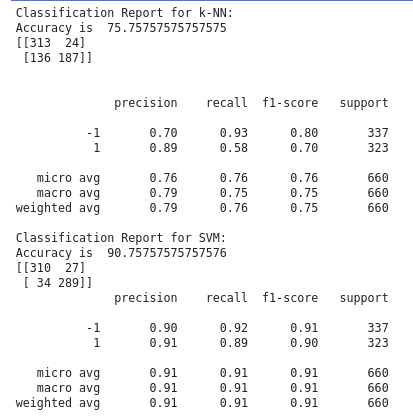 Classification Report for k-NN:
Accuracy is  75.75757575757575
[[313  24]
 [136 187]]
              precision    recall  f1-score   support
          -1       0.70      0.93      0.80       337
           1       0.89      0.58      0.70       323
   micro avg       0.76      0.76      0.76       660
   macro avg       0.79      0.75      0.75       660
weighted avg       0.79      0.76      0.75       660
Classification Report for SVM:
Accuracy is  90.75757575757576
[[310  27]
 [ 34 289]]
              precision    recall  f1-score   support
          -1       0.90      0.92      0.91       337
           1       0.91      0.89      0.90       323
   micro avg       0.91      0.91      0.91       660
   macro avg       0.91      0.91      0.91       660
weighted avg       0.91      0.91      0.91       660